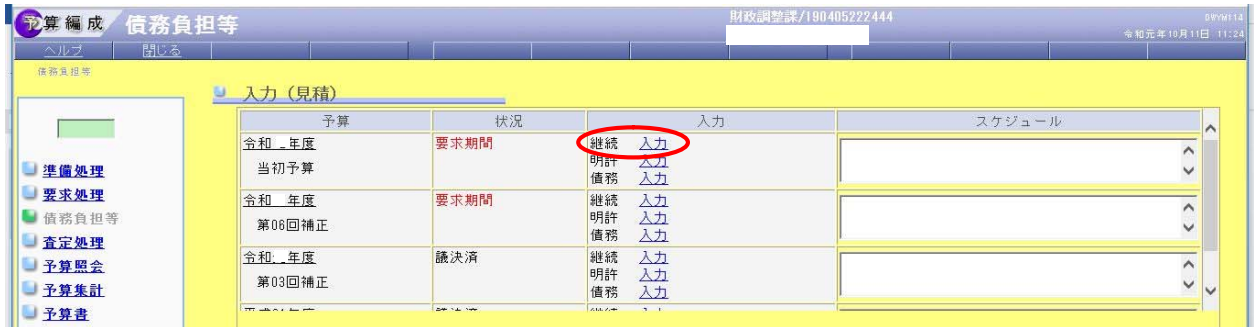 予算編成 債務負担等 財政調整課/190405222444 DWYM114
令和元年10月11日 11:24
ヘルプ 閉じる
債務負担等
入力（見積）
予算 状況 入力 スケジュール
令和 年度 要求期間 継続 入力
明許 入力
当初予算
債務 入力
準備処理
要求処理
令和 年度 要求期間 継続 入力
明許 入力
債務負担等
第06回補正
債務 入力
査定処理
令和 年度 議決済 継続 入力
予算照会
明許 入力
第03回補正
予算集計
債務 入力
予算書